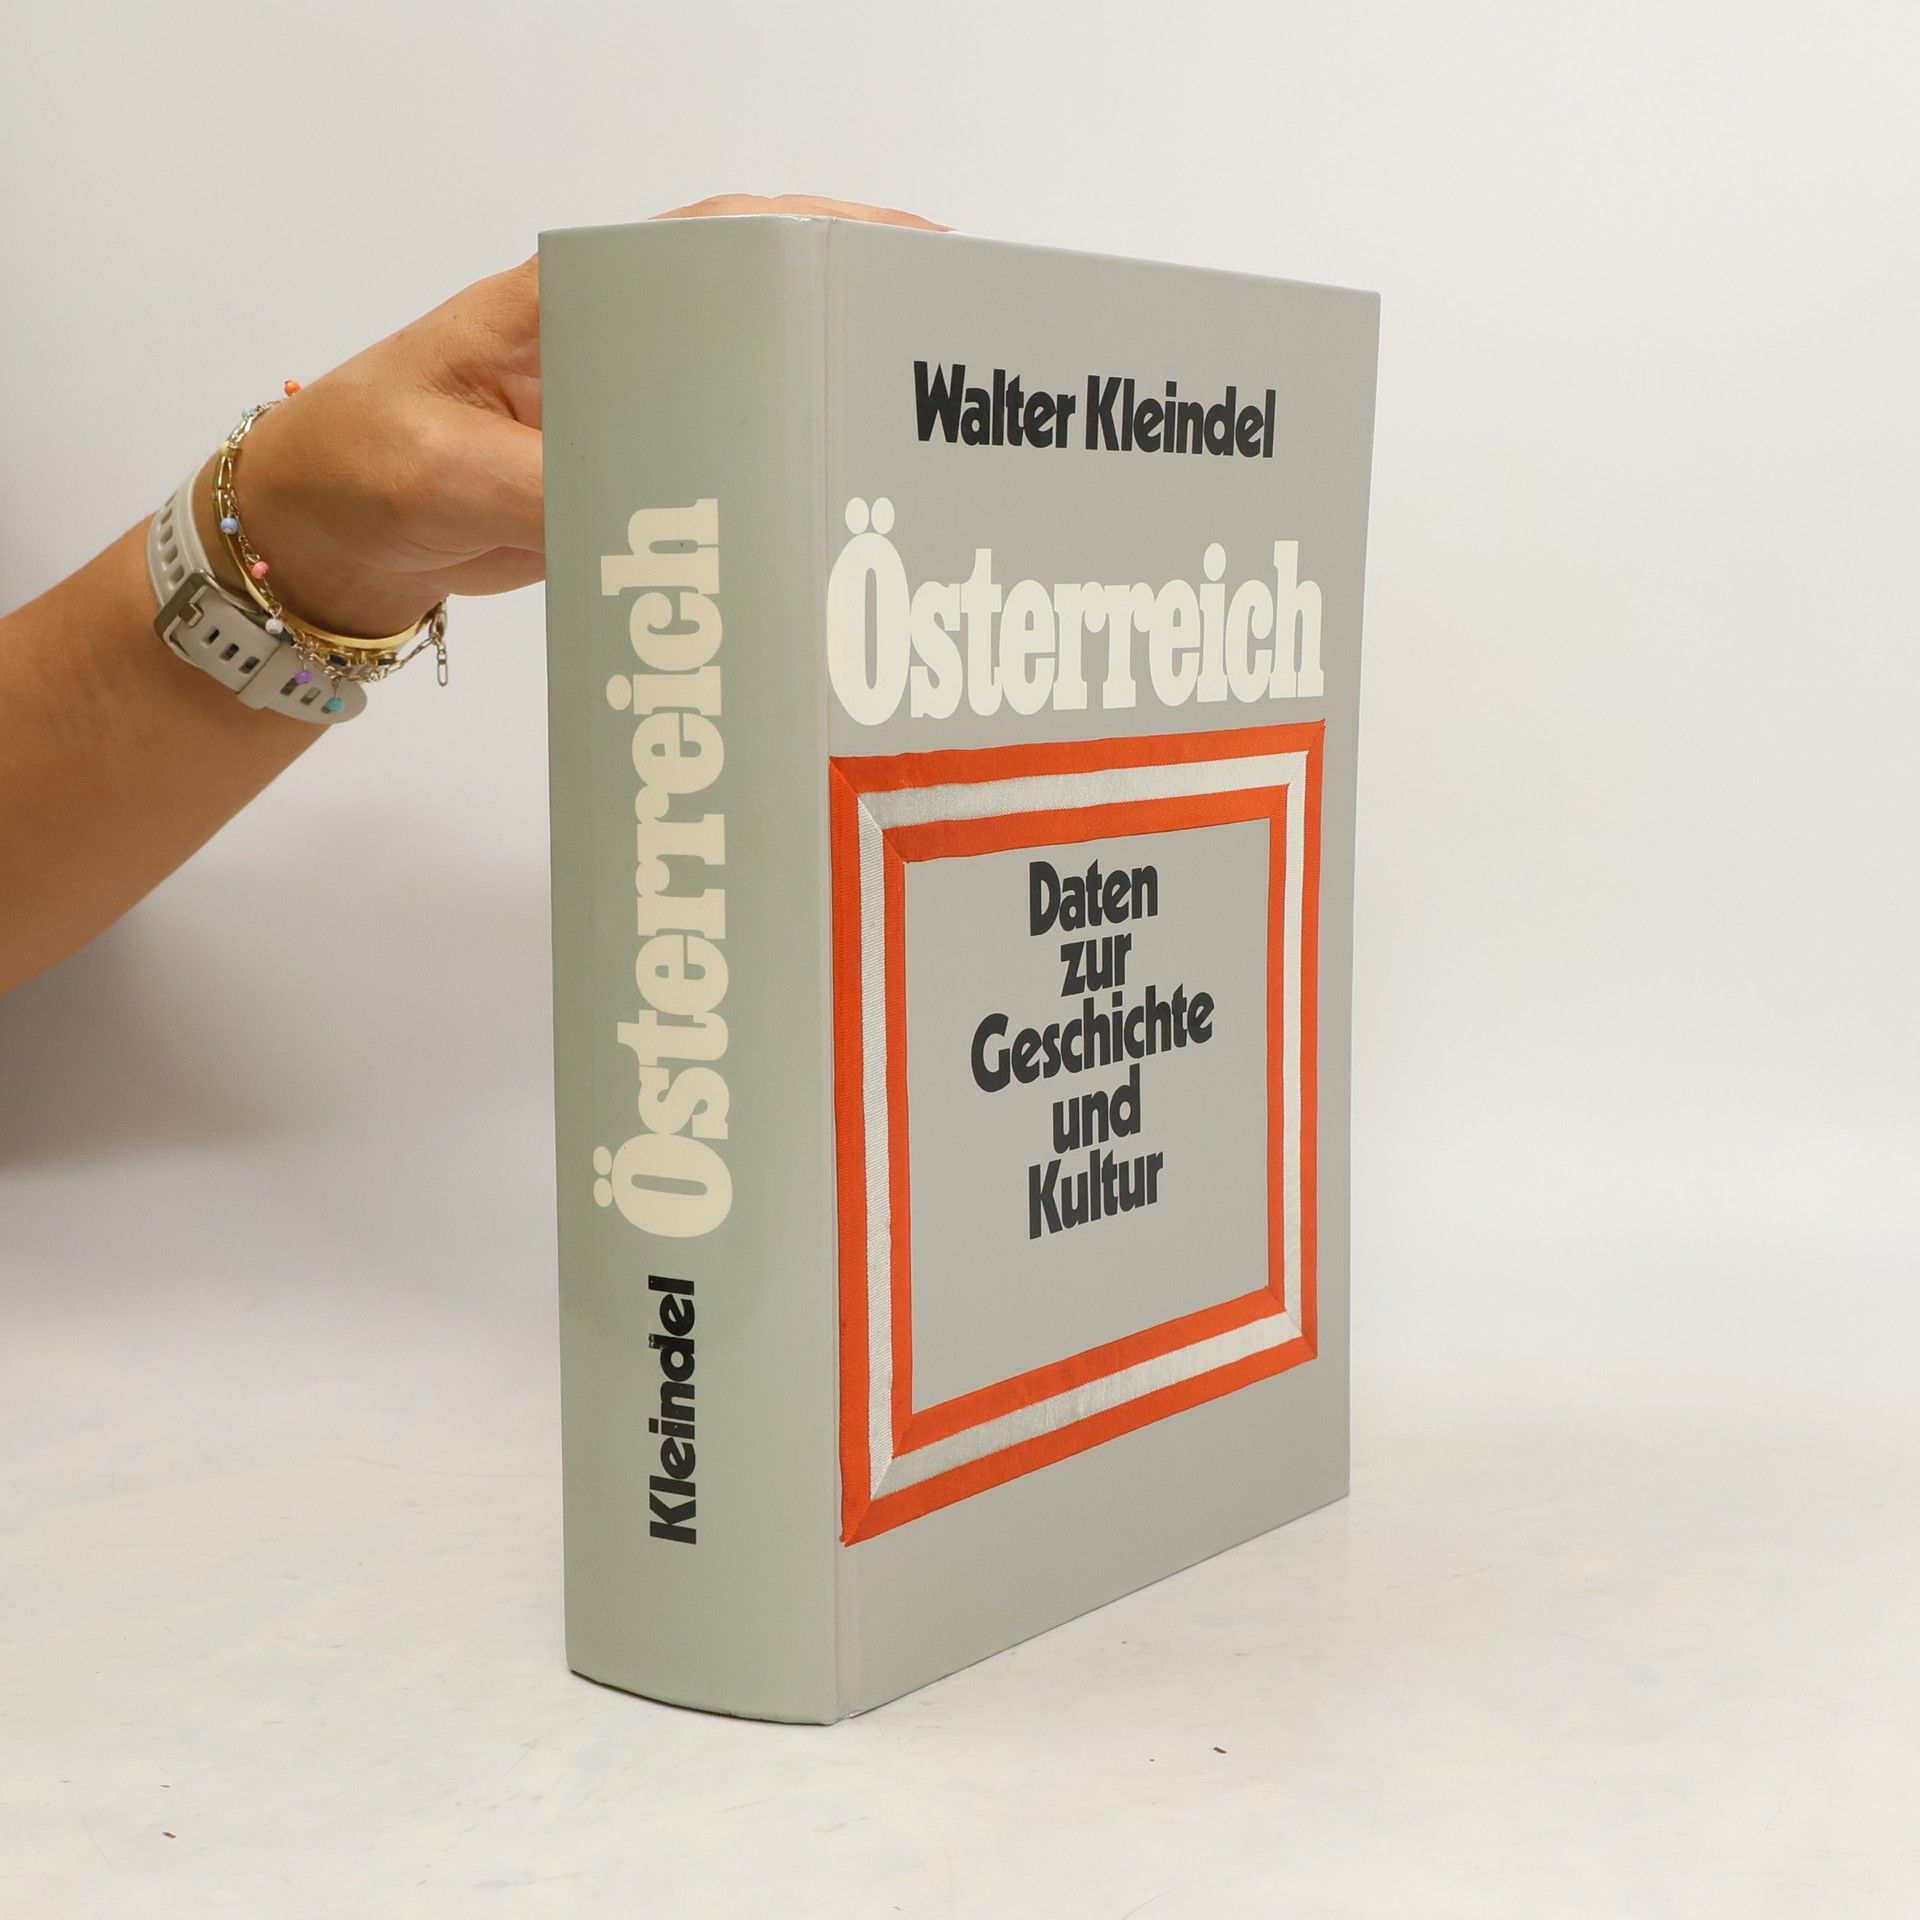 Walter Kleindel
Österreich
Daten
zur
Geschichte
und
Kultur
Kleindel Österreich